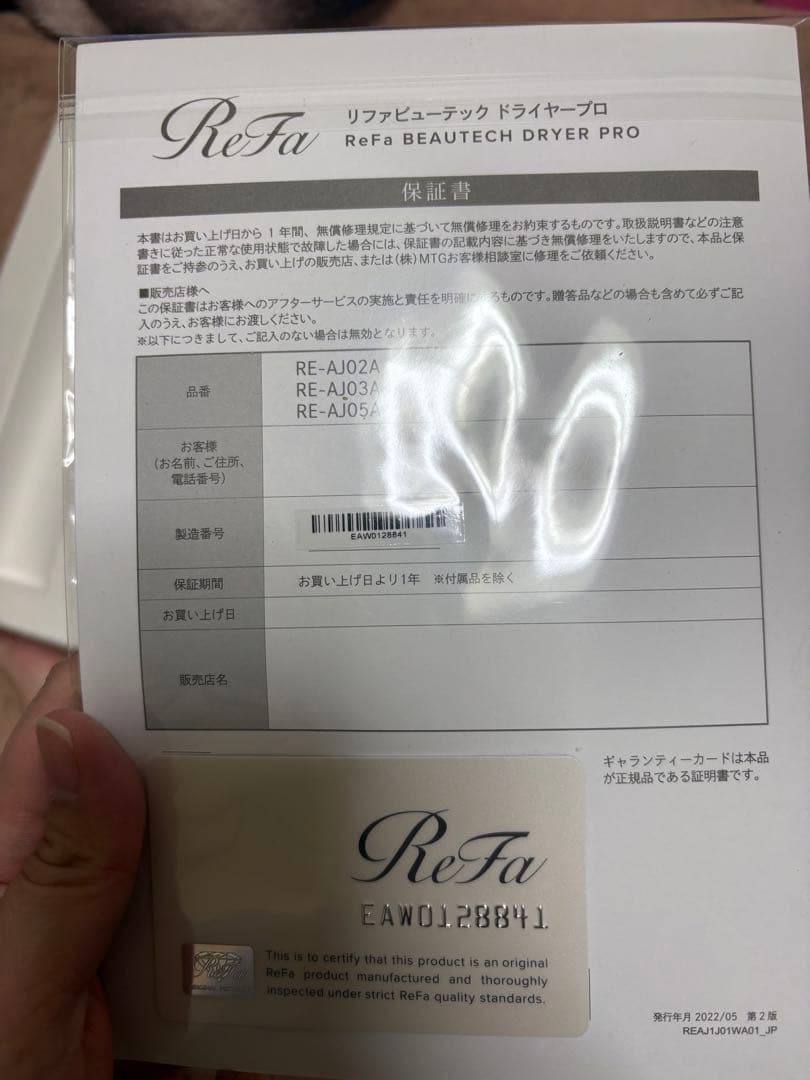 ReFa
リファビューテック ドライヤープロ
ReFa BEAUTECH DRYER PRO
保証書
本書はお買い上げ日から 1 年間、無償修理規定に基づいて無償修理をお約束するものです。取扱説明書などの注意
書きに従った正常な使用状態で故障した場合には、保証書の記載内容に基づき無償修理をいたしますので、本品と保
証書をご持参のうえ、お買い上げの販売店、または(株)MTGお客様相談室に修理をご依頼ください。
■販売店様へ
この保証書はお客様へのアフターサービスの実施と責任を明確にするものです。贈答品などの場合も含めて必ずご記
入のうえ、お客様にお渡しください。
※以下につきまして、ご記入のない場合は無効となります。
品番
RE-AJ02A
RE-AJ03A
RE-AJ05A
お客様
(お名前、ご住所、
電話番号)
製造番号
EAW0128841
保証期間
お買い上げ日より1年 ※付属品を除く
お買い上げ日
販売店名
ギャランティーカードは本品
が正規品である証明書です。
ReFa
EAW0128841
ReFa
ORIGINAL
This is to certify that this product is an original
ReFa product manufactured and thoroughly
inspected under strict ReFa quality standards.
発行年月 2022/05 第2版
REAJ1J01WA01_JP